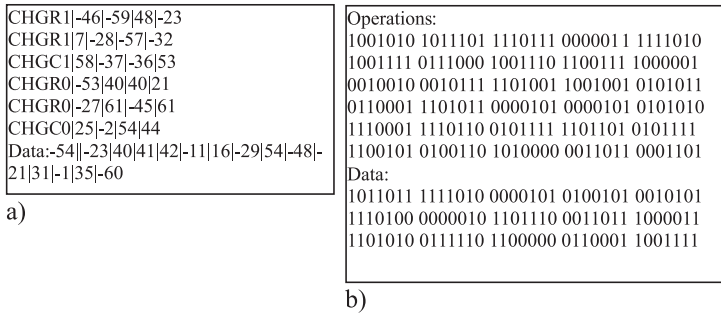 CHGR1|-46|-59|48|-23
CHGR1|7|-28|-57|-32
CHGC1|58|-37|-36|53
CHGR0|-53|40|40|21
CHGR0|-27|61|-45|61
CHGC0|25|-2|54|44
Data:-54||-23|40|41|42|-11|16|-29|54|-48|-
21|31|-1|35|-60
a)
Operations:
1001010 1011101 1110111 0000011 1111010
1001111 0111000 1001110 1100111 1000001
0010010 0010111 1101001 1001001 0101011
0110001 1101011 0000101 0000101 0101010
1110001 1110110 0101111 1101101 0101111
1100101 0100110 1010000 0011011 0001101
Data:
1011011 1111010 0000101 0100101 0010101
1110100 0000010 1101110 0011011 1000011
1101010 0111110 1100000 0110001 1001111
b)